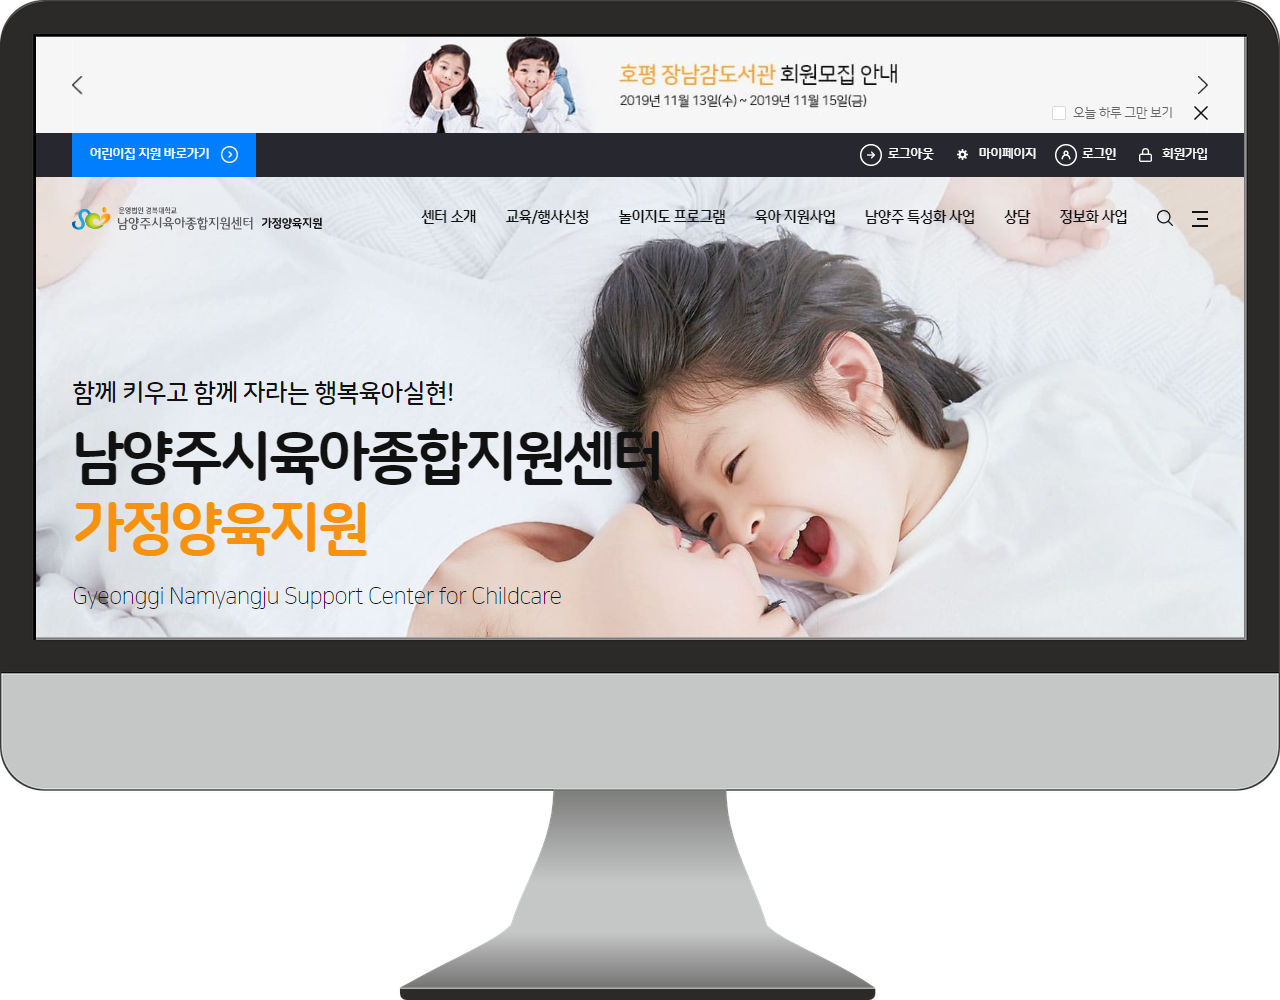 호평 장남감도서관 회원모집 안내
2019년 11월 13일(수) ~ 2019년 11월 15일(금)
오늘 하루 그만 보기
어린이집 지원 바로가기
로그아웃 마이페이지 로그인 회원가입
운영법인 경복대학교
남양주시육아종합지원센터 가정양육지원
센터 소개 교육/행사신청 놀이지도 프로그램 육아 지원사업 남양주 특성화 사업 상담 정보화 사업
함께 키우고 함께 자라는 행복육아실현!
남양주시육아종합지원센터
가정양육지원
Gyeonggi Namyangju Support Center for Childcare